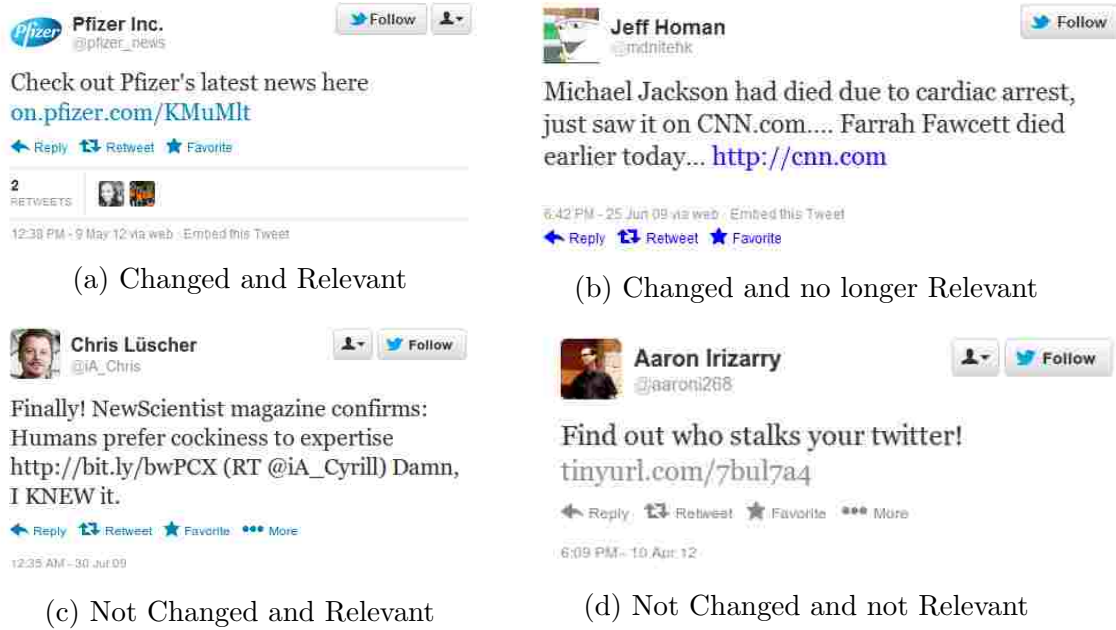 Pfizer
Pfizer Inc.
@pfizer_news
Follow
Check out Pfizer's latest news here
on.pfizer.com/KMuMlt
Reply Retweet Favorite
2
RETWEETS
12:38 PM - 9 May 12 via web · Embed this Tweet
(a) Changed and Relevant
Jeff Homan
@mdnitehk
Follow
Michael Jackson had died due to cardiac arrest,
just saw it on CNN.com.... Farrah Fawcett died
earlier today... http://cnn.com
6:42 PM - 25 Jun 09 via web · Embed this Tweet
Reply Retweet Favorite
(b) Changed and no longer Relevant
Chris Lüscher
@iA_Chris
Follow
Finally! NewScientist magazine confirms:
Humans prefer cockiness to expertise
http://bit.ly/bwPCX (RT @iA_Cyrill) Damn,
I KNEW it.
Reply Retweet Favorite More
12:35 AM - 30 Jul 09
(c) Not Changed and Relevant
Aaron Irizarry
@aaroni268
Follow
Find out who stalks your twitter!
tinyurl.com/7bul7a4
Reply Retweet Favorite More
6:09 PM - 10 Apr 12
(d) Not Changed and not Relevant